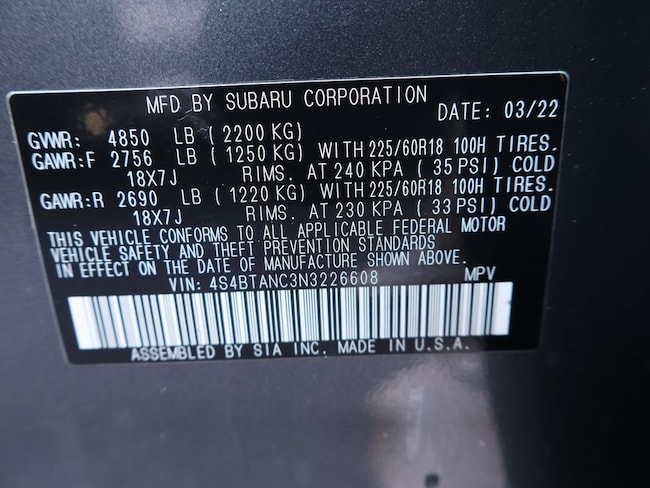 MFD BY SUBARU CORPORATION DATE: 03/22
GVWR: 4850 LB (2200 KG)
GAWR:F 2756 LB (1250 KG) WITH 225/60R18 100H TIRES.
18X7J RIMS. AT 240 KPA (35 PSI) COLD
GAWR:R 2690 LB (1220 KG) WITH 225/60R18 100H TIRES.
18X7J RIMS. AT 230 KPA (33 PSI) COLD
THIS VEHICLE CONFORMS TO ALL APPLICABLE FEDERAL MOTOR
VEHICLE SAFETY AND THEFT PREVENTION STANDARDS
IN EFFECT ON THE DATE OF MANUFACTURE SHOWN ABOVE.
VIN: 4S4BTANC3N3226608 MPV
ASSEMBLED BY SIA INC. MADE IN U.S.A.